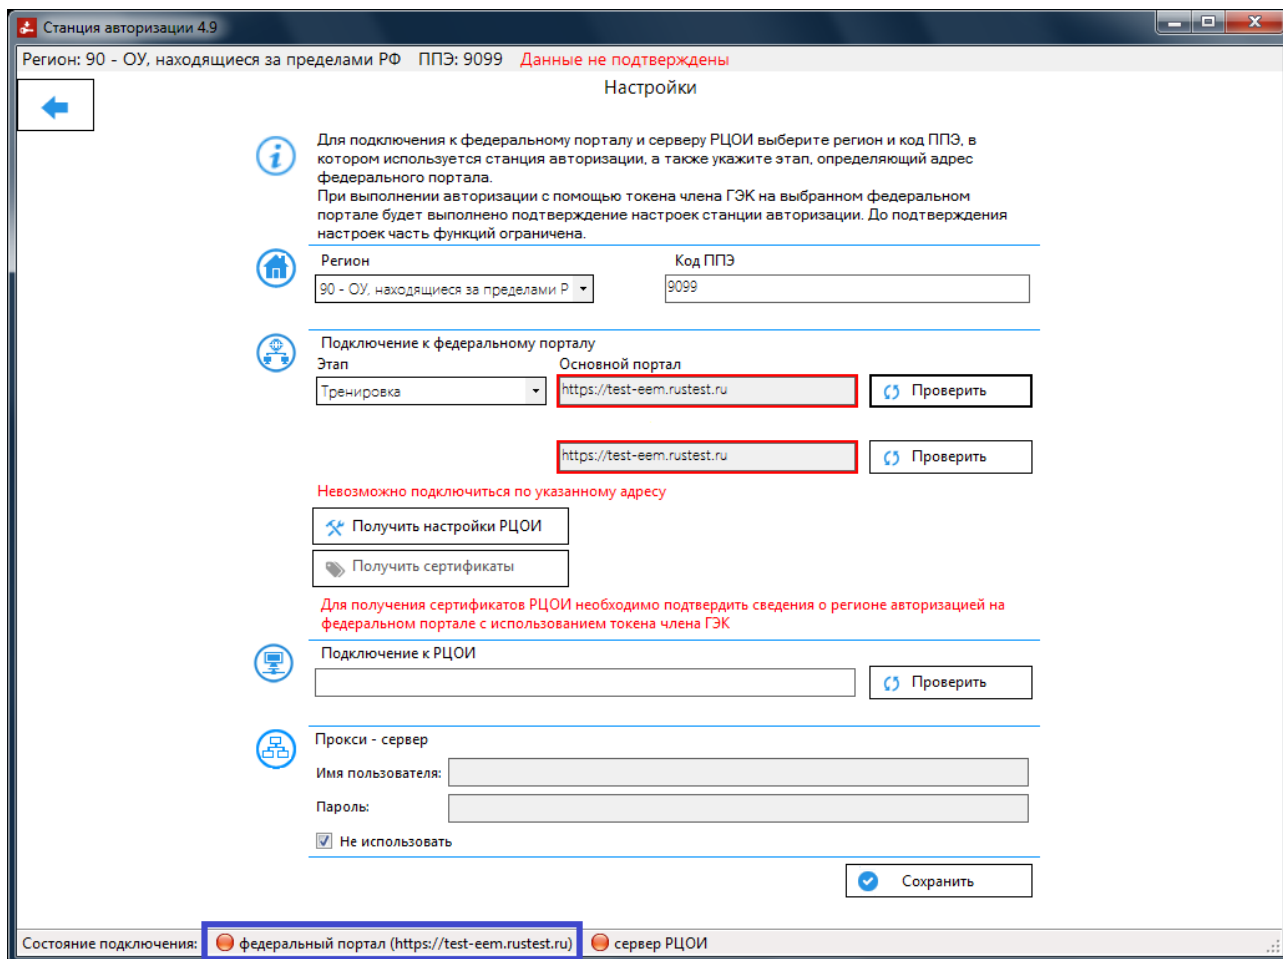 Станция авторизации 4.9
Регион: 90 - ОУ, находящиеся за пределами РФ ППЭ: 9099 Данные не подтверждены
Настройки
Для подключения к федеральному порталу и серверу РЦОИ выберите регион и код ППЭ, в
котором используется станция авторизации, а также укажите этап, определяющий адрес
федерального портала.
При выполнении авторизации с помощью токена члена ГЭК на выбранном федеральном
портале будет выполнено подтверждение настроек станции авторизации. До подтверждения
настроек часть функций ограничена.
Регион Код ППЭ
90 - ОУ, находящиеся за пределами Р 9099
Подключение к федеральному порталу
Этап Основной портал
Тренировка https://test-eem.rustest.ru Проверить
https://test-eem.rustest.ru Проверить
Невозможно подключиться по указанному адресу
Получить настройки РЦОИ
Получить сертификаты
Для получения сертификатов РЦОИ необходимо подтвердить сведения о регионе авторизацией на
федеральном портале с использованием токена члена ГЭК
Подключение к РЦОИ
Проверить
Прокси - сервер
Имя пользователя:
Пароль:
Не использовать
Сохранить
Состояние подключения: федеральный портал (https://test-eem.rustest.ru) сервер РЦОИ